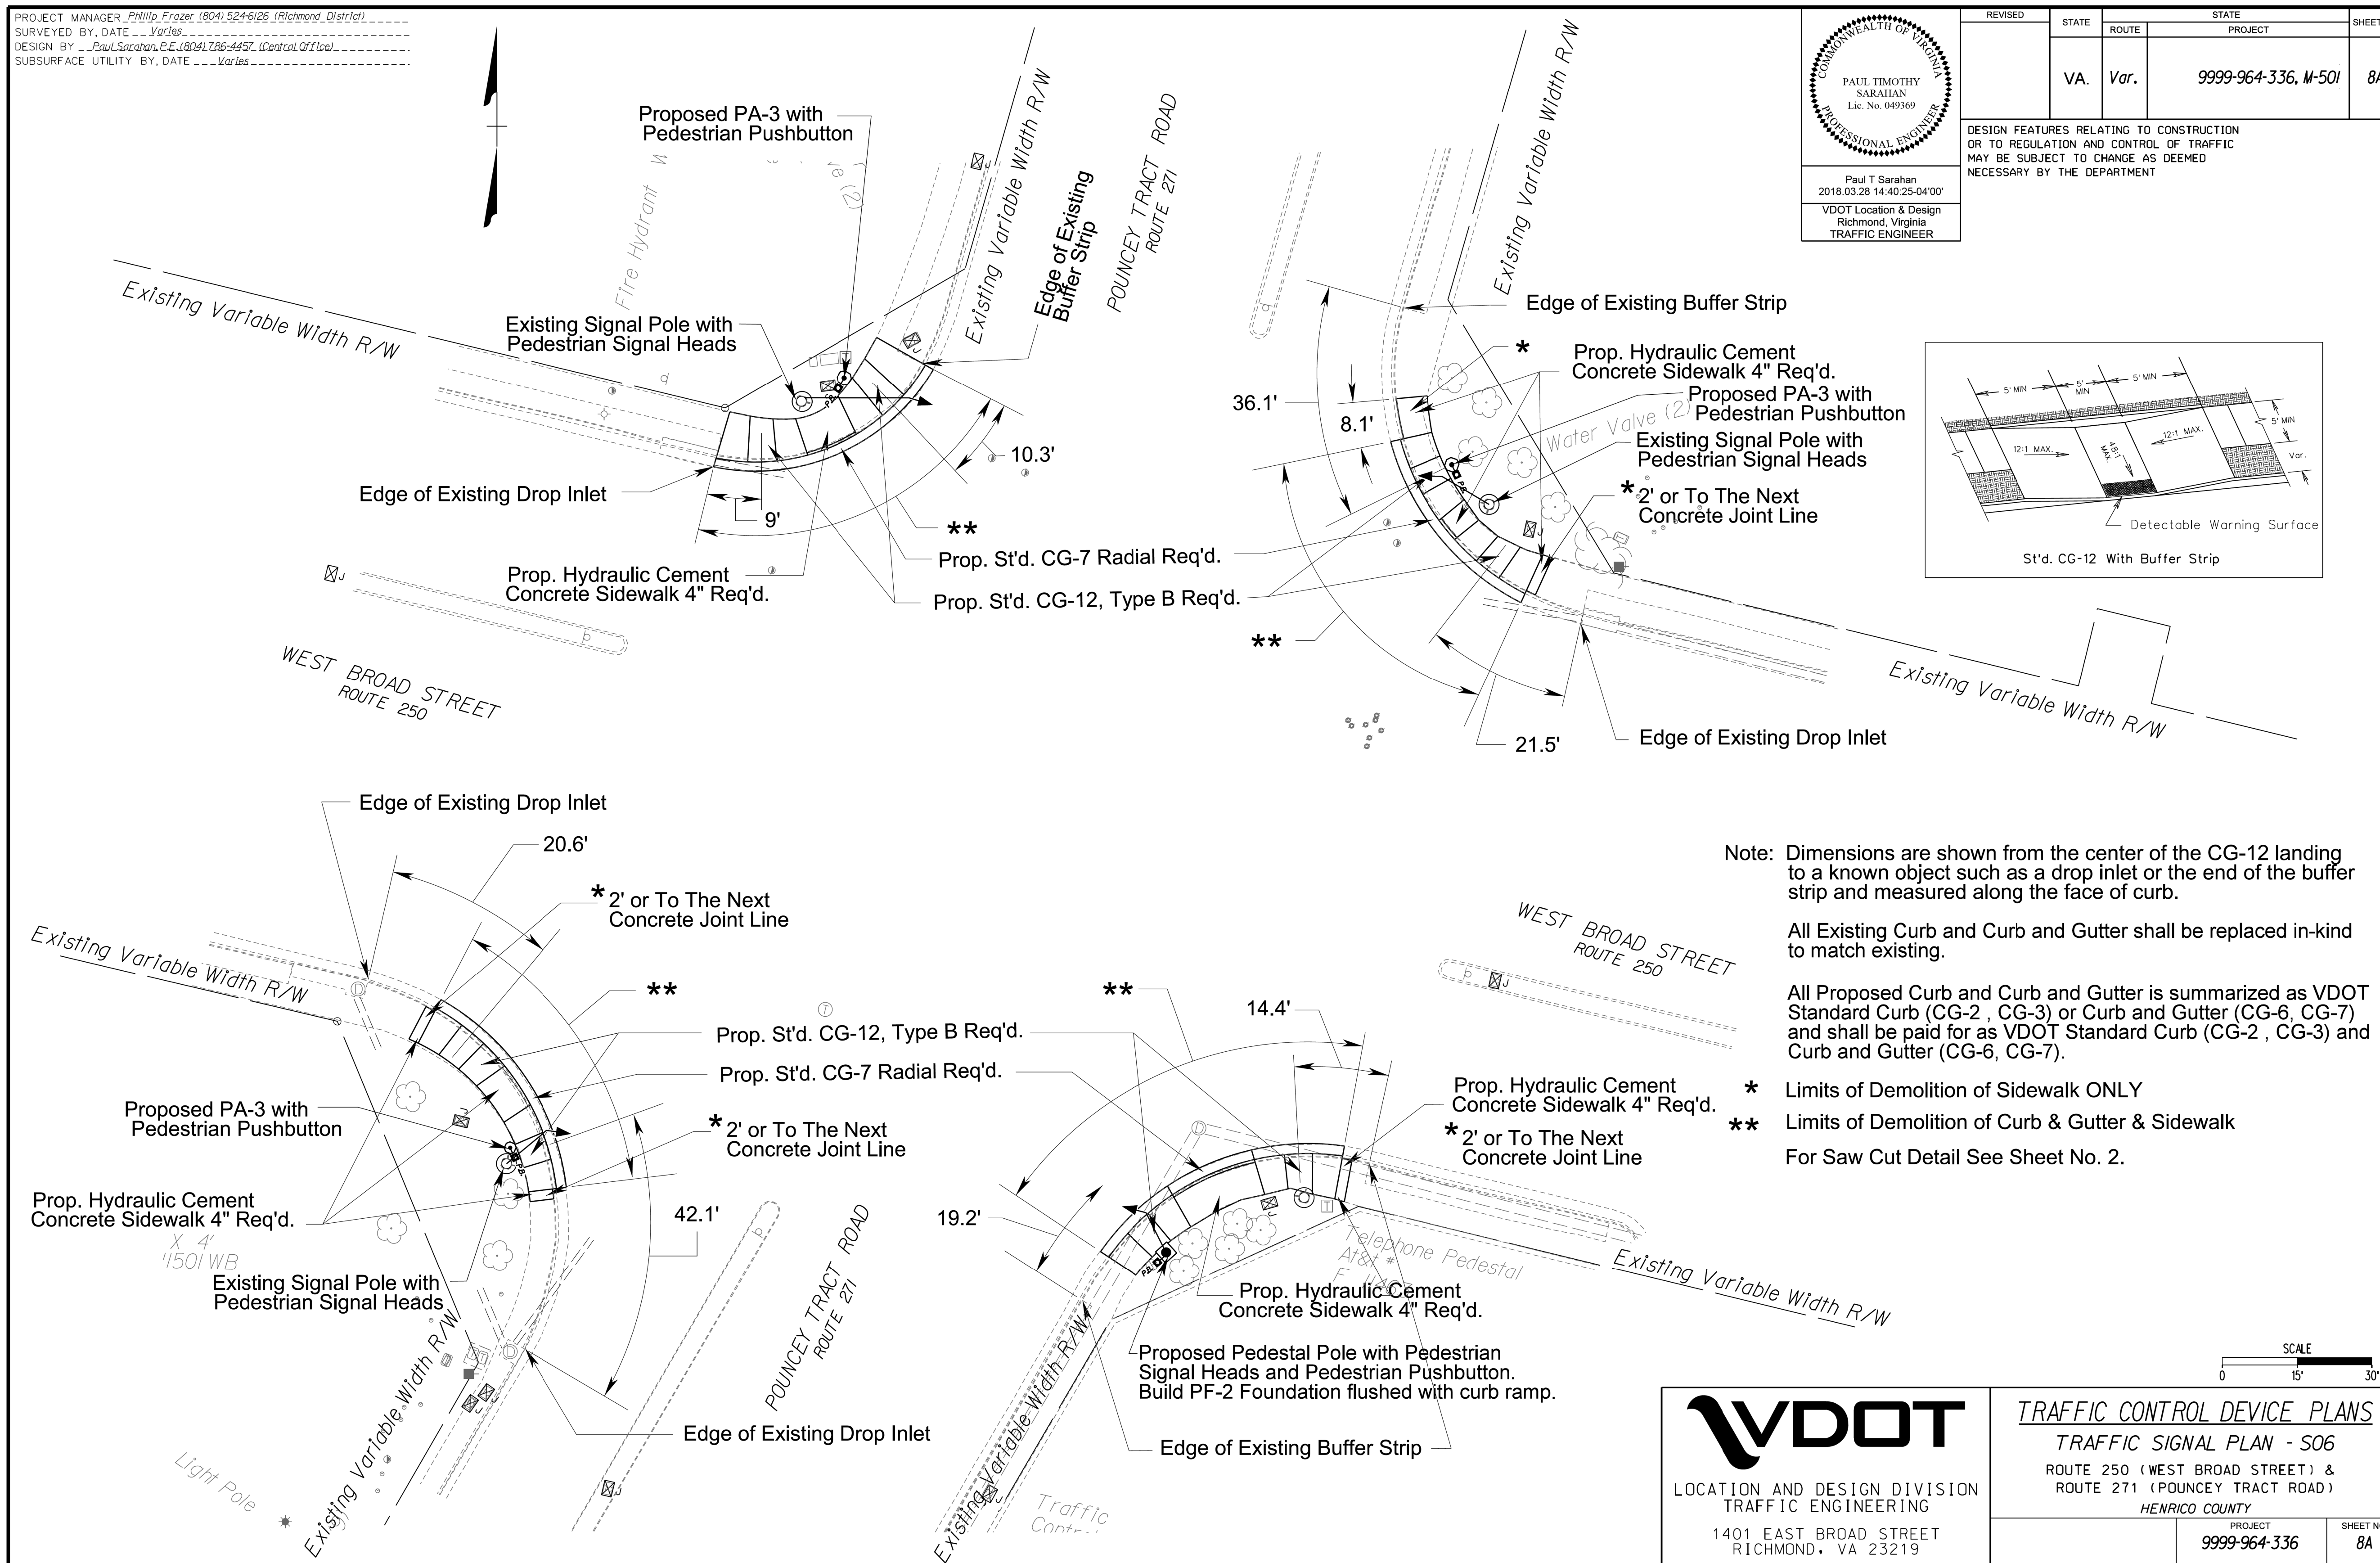 PROJECT MANAGER Phillip Frazer (804) 524-6126 (Richmond District)
SURVEYED BY, DATE Varies
DESIGN BY Paul Sarahan, P.E. (804) 786-4457 (Central Office)
SUBSURFACE UTILITY BY, DATE Varies
COMMONWEALTH OF VIRGINIA
PAUL TIMOTHY
SARAHAN
Lic. No. 049369
PROFESSIONAL ENGINEER
Paul T Sarahan
2018.03.28 14:40:25-04'00'
VDOT Location & Design
Richmond, Virginia
TRAFFIC ENGINEER
REVISED
STATE
STATE
SHEET
ROUTE
PROJECT
VA.
Var.
9999-964-336, M-501
8A
DESIGN FEATURES RELATING TO CONSTRUCTION
OR TO REGULATION AND CONTROL OF TRAFFIC
MAY BE SUBJECT TO CHANGE AS DEEMED
NECESSARY BY THE DEPARTMENT
Proposed PA-3 with
Pedestrian Pushbutton
Fire Hydrant
Existing Variable Width R/W
Edge of Existing
Buffer Strip
POUNCEY TRACT ROAD
ROUTE 271
Existing Variable Width R/W
Existing Signal Pole with
Pedestrian Signal Heads
P.B.
10.3'
Edge of Existing Drop Inlet
9'
**
Prop. Hydraulic Cement
Concrete Sidewalk 4" Req'd.
Prop. St'd. CG-7 Radial Req'd.
Prop. St'd. CG-12, Type B Req'd.
J
WEST BROAD STREET
ROUTE 250
Existing Variable Width R/W
Edge of Existing Buffer Strip
*
Prop. Hydraulic Cement
Concrete Sidewalk 4" Req'd.
Proposed PA-3 with
Pedestrian Pushbutton
Water Valve (2)
Existing Signal Pole with
Pedestrian Signal Heads
* 2' or To The Next
Concrete Joint Line
36.1'
8.1'
P.B.
**
21.5'
Edge of Existing Drop Inlet
Existing Variable Width R/W
5' MIN
5' MIN
5' MIN
5' MIN
12:1 MAX.
48:1 MAX.
12:1 MAX.
Var.
Detectable Warning Surface
St'd. CG-12 With Buffer Strip
Edge of Existing Drop Inlet
20.6'
* 2' or To The Next
Concrete Joint Line
Existing Variable Width R/W
D
**
T
Prop. St'd. CG-12, Type B Req'd.
Prop. St'd. CG-7 Radial Req'd.
Proposed PA-3 with
Pedestrian Pushbutton
* 2' or To The Next
Concrete Joint Line
P.B.
Prop. Hydraulic Cement
Concrete Sidewalk 4" Req'd.
42.1'
X 4'
11501 WB
Existing Signal Pole with
Pedestrian Signal Heads
D
POUNCEY TRACT ROAD
ROUTE 271
Edge of Existing Drop Inlet
Existing Variable Width R/W
Light Pole
**
14.4'
WEST BROAD STREET
ROUTE 250
J
Prop. Hydraulic Cement
Concrete Sidewalk 4" Req'd.
* 2' or To The Next
Concrete Joint Line
D
19.2'
T
P.B.
Telephone Pedestal
At&t #
Prop. Hydraulic Cement
Concrete Sidewalk 4" Req'd.
Existing Variable Width R/W
Proposed Pedestal Pole with Pedestrian
Signal Heads and Pedestrian Pushbutton.
Build PF-2 Foundation flushed with curb ramp.
Edge of Existing Buffer Strip
Existing Variable Width R/W
Traffic
Note: Dimensions are shown from the center of the CG-12 landing
to a known object such as a drop inlet or the end of the buffer
strip and measured along the face of curb.
All Existing Curb and Curb and Gutter shall be replaced in-kind
to match existing.
All Proposed Curb and Curb and Gutter is summarized as VDOT
Standard Curb (CG-2 , CG-3) or Curb and Gutter (CG-6, CG-7)
and shall be paid for as VDOT Standard Curb (CG-2 , CG-3) and
Curb and Gutter (CG-6, CG-7).
* Limits of Demolition of Sidewalk ONLY
** Limits of Demolition of Curb & Gutter & Sidewalk
For Saw Cut Detail See Sheet No. 2.
SCALE
0 15' 30'
VDOT
LOCATION AND DESIGN DIVISION
TRAFFIC ENGINEERING
1401 EAST BROAD STREET
RICHMOND, VA 23219
TRAFFIC CONTROL DEVICE PLANS
TRAFFIC SIGNAL PLAN - S06
ROUTE 250 (WEST BROAD STREET) &
ROUTE 271 (POUNCEY TRACT ROAD)
HENRICO COUNTY
PROJECT
9999-964-336
SHEET NO
8A